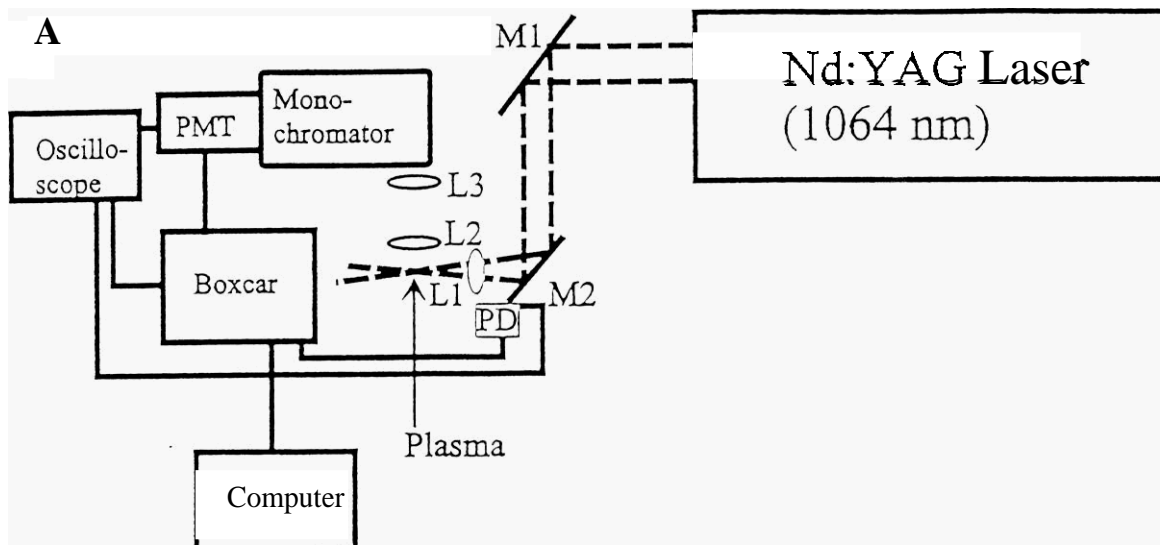 A
M1
Nd:YAG Laser
(1064 nm)
Mono-
chromator
PMT
Oscillo-
scope
L3
L2
L1
M2
Boxcar
PD
Plasma
Computer